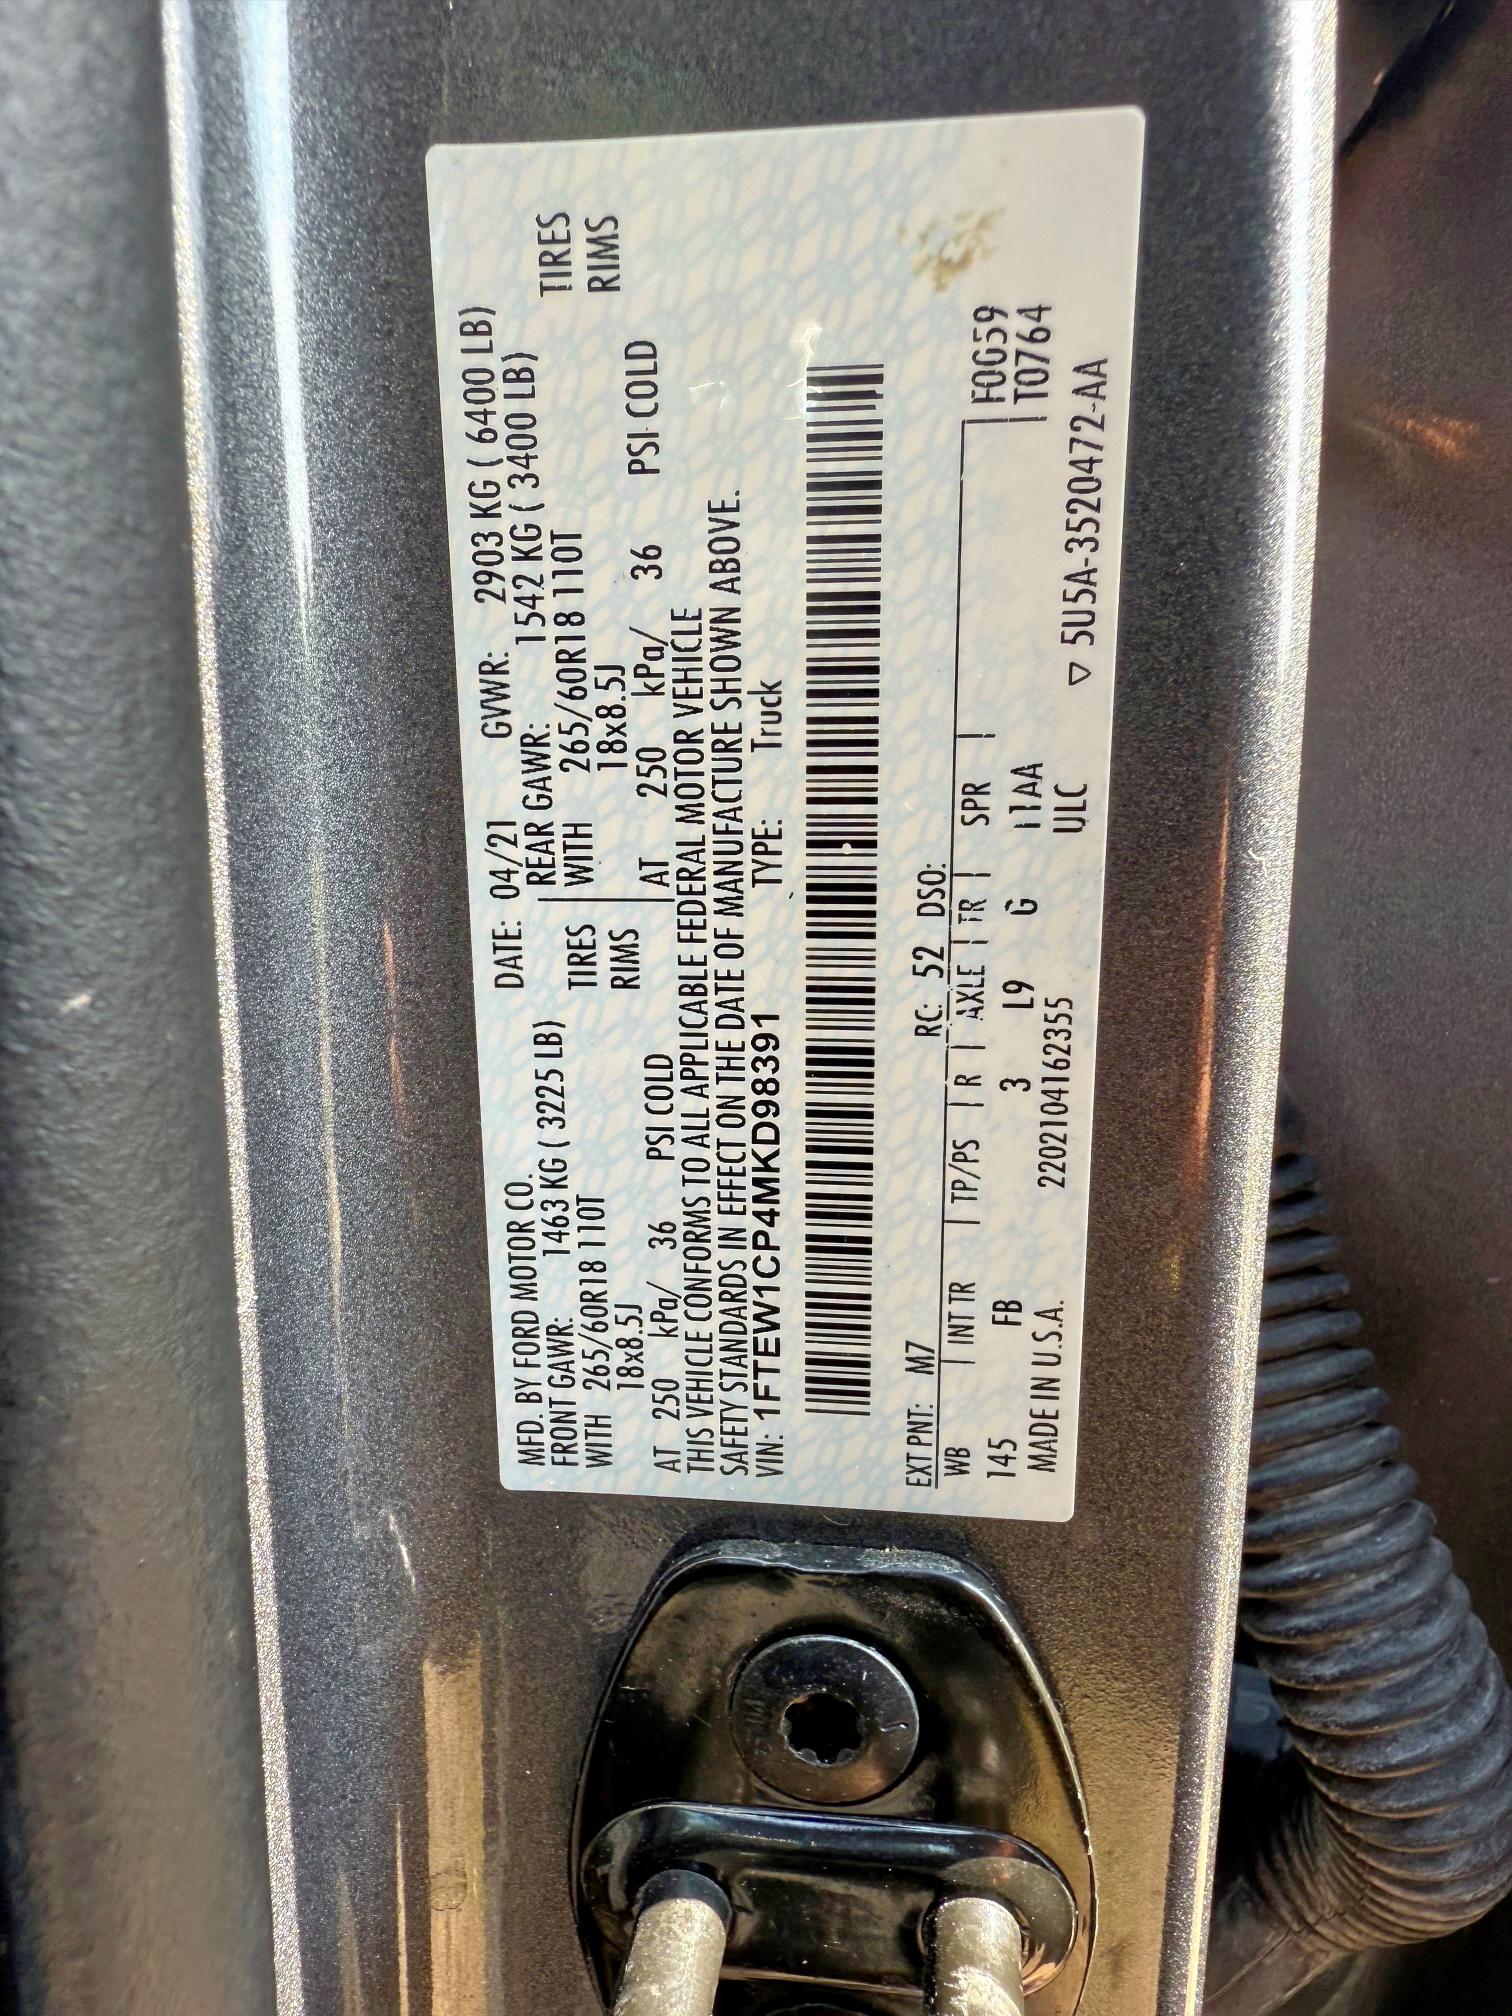 MFD. BY FORD MOTOR CO. DATE: 04/21 GVWR: 2903 KG ( 6400 LB)
FRONT GAWR: 1463 KG ( 3225 LB) REAR GAWR: 1542 KG ( 3400 LB)
WITH 265/60R18 110T TIRES WITH 265/60R18 110T TIRES
18x8.5J RIMS 18x8.5J RIMS
AT 250 kPa/ 36 PSI COLD AT 250 kPa/ 36 PSI COLD
THIS VEHICLE CONFORMS TO ALL APPLICABLE FEDERAL MOTOR VEHICLE
SAFETY STANDARDS IN EFFECT ON THE DATE OF MANUFACTURE SHOWN ABOVE.
VIN: 1FTEW1CP4MKD98391 TYPE: Truck
EXT PNT: M7 RC: 52 DSO:
WB | INT TR | TP/PS | R | AXLE | TR | SPR | F0G59
145 FB 3 L9 G 11AA T0764
MADE IN U.S.A. 2202104162355 ULC
▽ 5U5A-3520472-AA